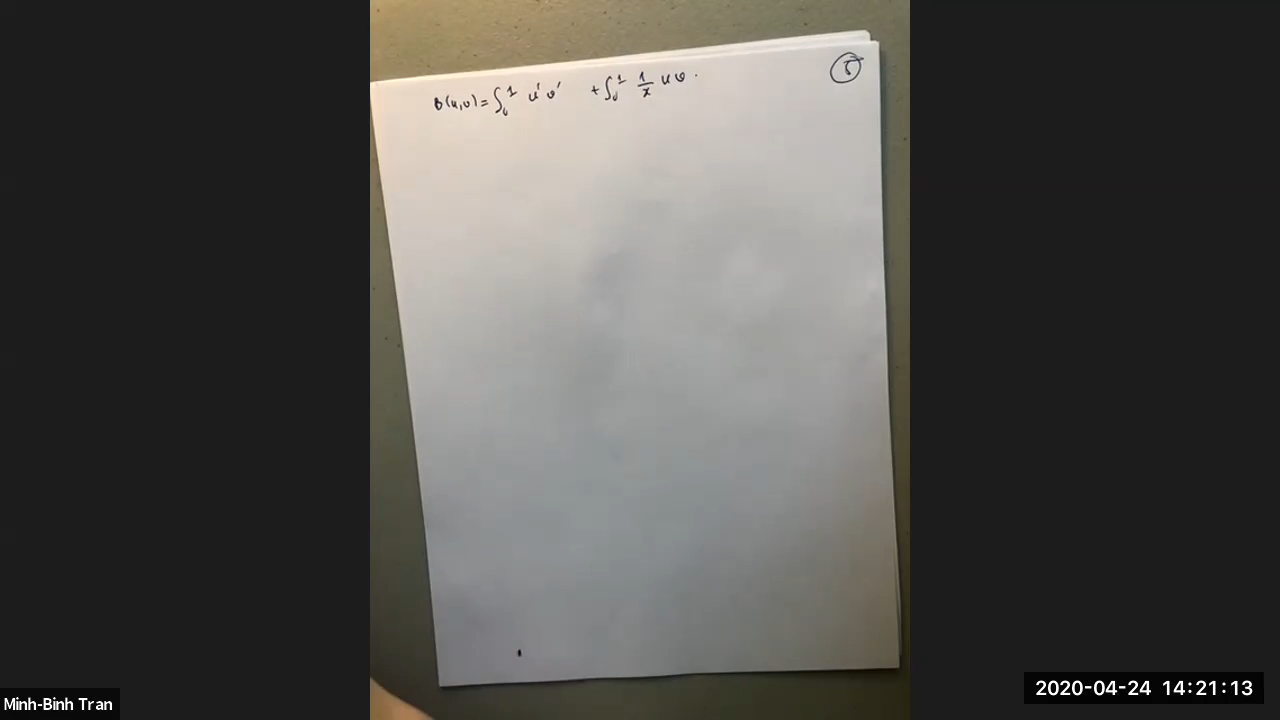 B(u,v) = ∫₀¹ u'v' + ∫₀¹ 1/x uv.
5
Minh-Binh Tran
2020-04-24 14:21:13